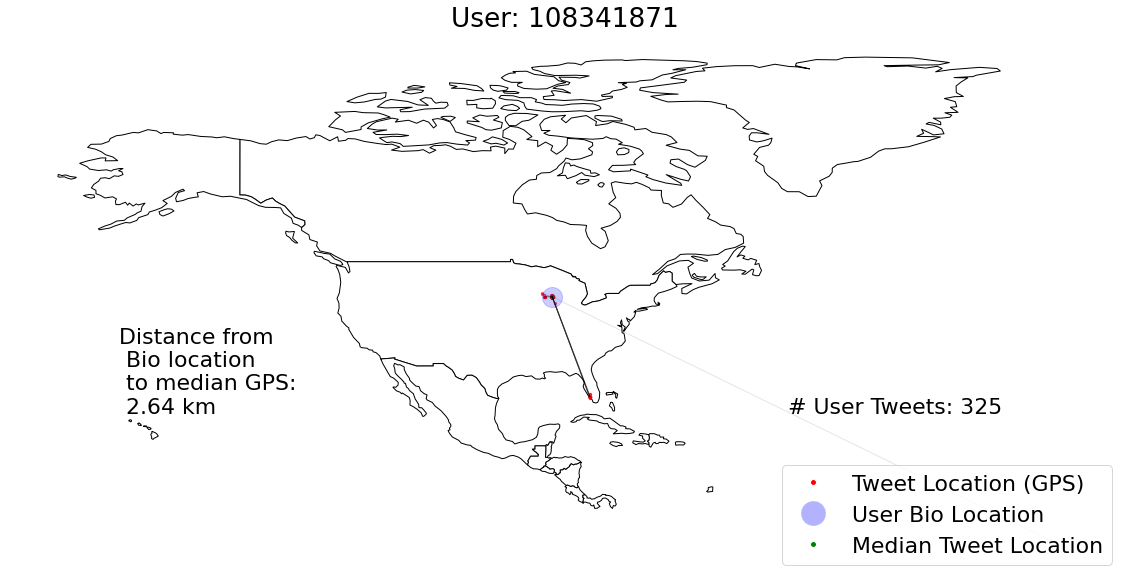 User: 108341871
Distance from
Bio location
to median GPS:
2.64 km
# User Tweets: 325
Tweet Location (GPS)
User Bio Location
Median Tweet Location